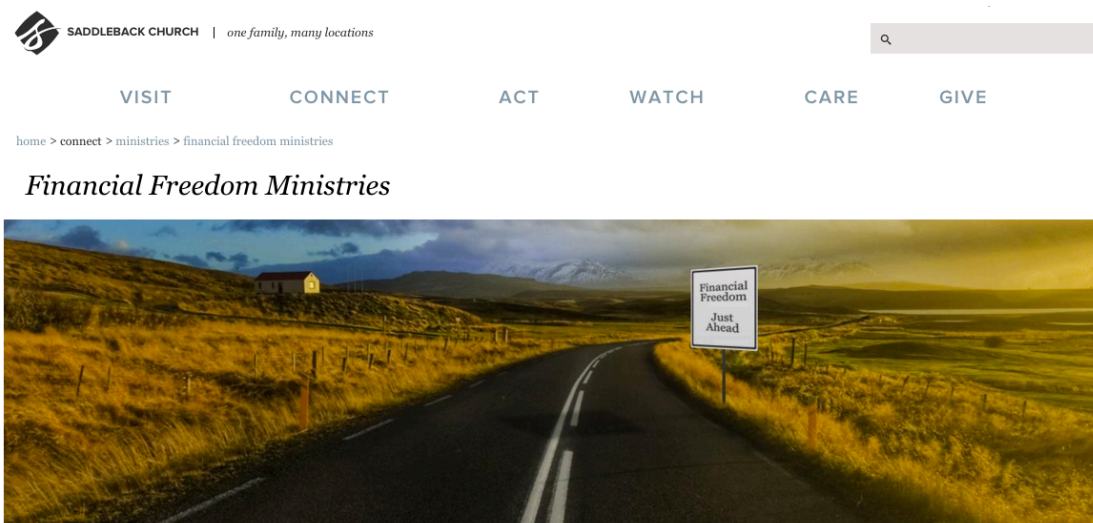 SADDLEBACK CHURCH | one family, many locations
VISIT CONNECT ACT WATCH CARE GIVE
home > connect > ministries > financial freedom ministries
Financial Freedom Ministries
Financial
Freedom
Just
Ahead